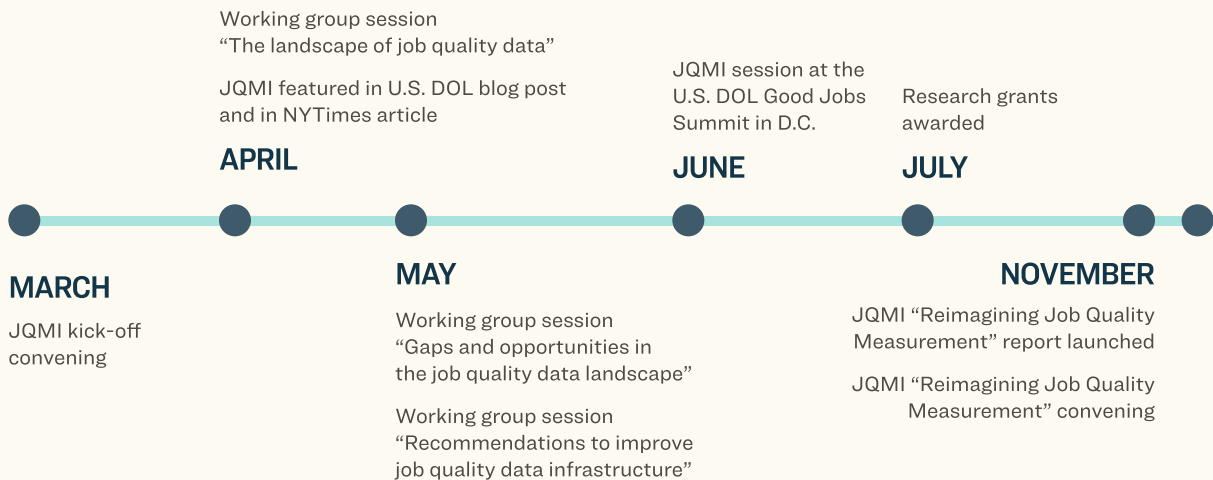 Working group session
“The landscape of job quality data”
JQMI featured in U.S. DOL blog post
and in NYTimes article
APRIL
JQMI session at the
U.S. DOL Good Jobs
Summit in D.C.
JUNE
Research grants
awarded
JULY
MARCH
JQMI kick-off
convening
MAY
Working group session
“Gaps and opportunities in
the job quality data landscape”
Working group session
“Recommendations to improve
job quality data infrastructure”
NOVEMBER
JQMI “Reimagining Job Quality
Measurement” report launched
JQMI “Reimagining Job Quality
Measurement” convening